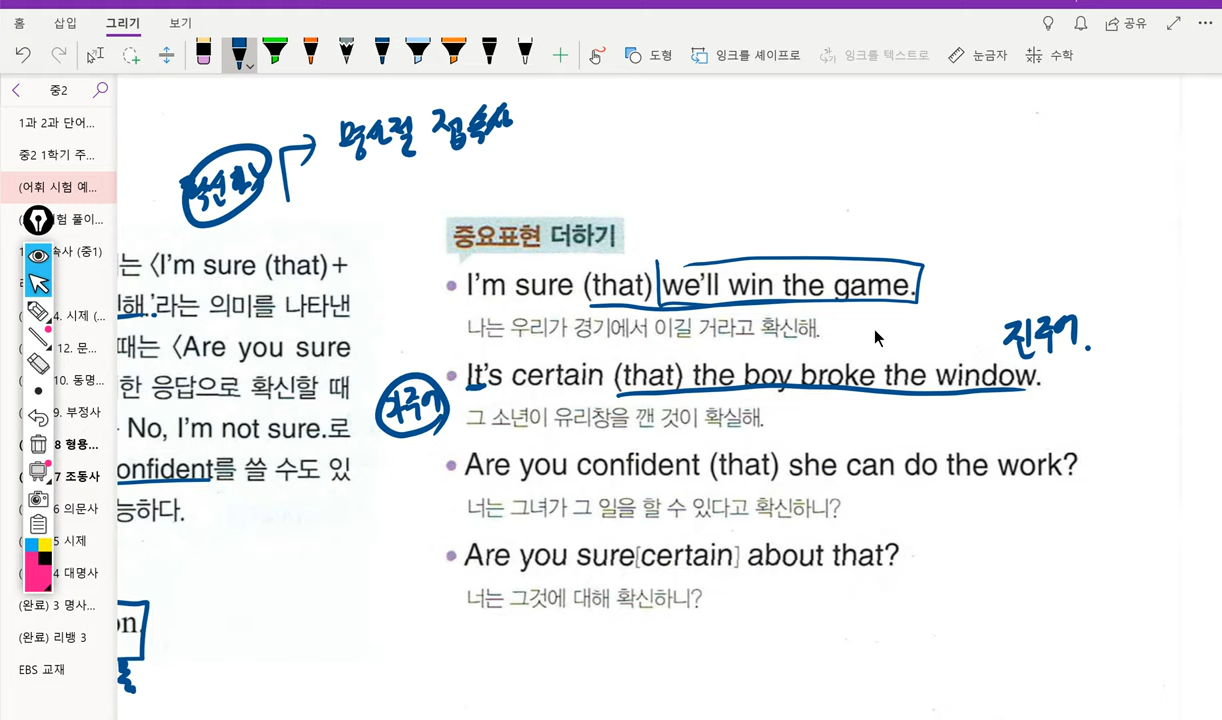 홈 삽입 그리기 보기
공유
도형 잉크를 셰이프로 잉크를 텍스트로 눈금자 수학
중2
1과 2과 단어...
중2 1학기 주...
(어휘 시험 예...
험 풀이...
속사 (중1)
4. 시제 (...
12. 문...
10. 동명...
9. 부정사
8 형용...
7 조동사
6 의문사
5 시제
4 대명사
(완료) 3 명사...
(완료) 리뱅 3
EBS 교재
명사절 접속사
는 〈I'm sure (that)+
해.'라는 의미를 나타낸
때는 〈Are you sure
한 응답으로 확신할 때
No, I'm not sure.로
onfident를 쓸 수도 있
능하다.
on.
중요표현 더하기
• I'm sure (that) we'll win the game.
나는 우리가 경기에서 이길 거라고 확신해.
진주어.
• It's certain (that) the boy broke the window.
가주어
그 소년이 유리창을 깬 것이 확실해.
• Are you confident (that) she can do the work?
너는 그녀가 그 일을 할 수 있다고 확신하니?
• Are you sure[certain] about that?
너는 그것에 대해 확신하니?